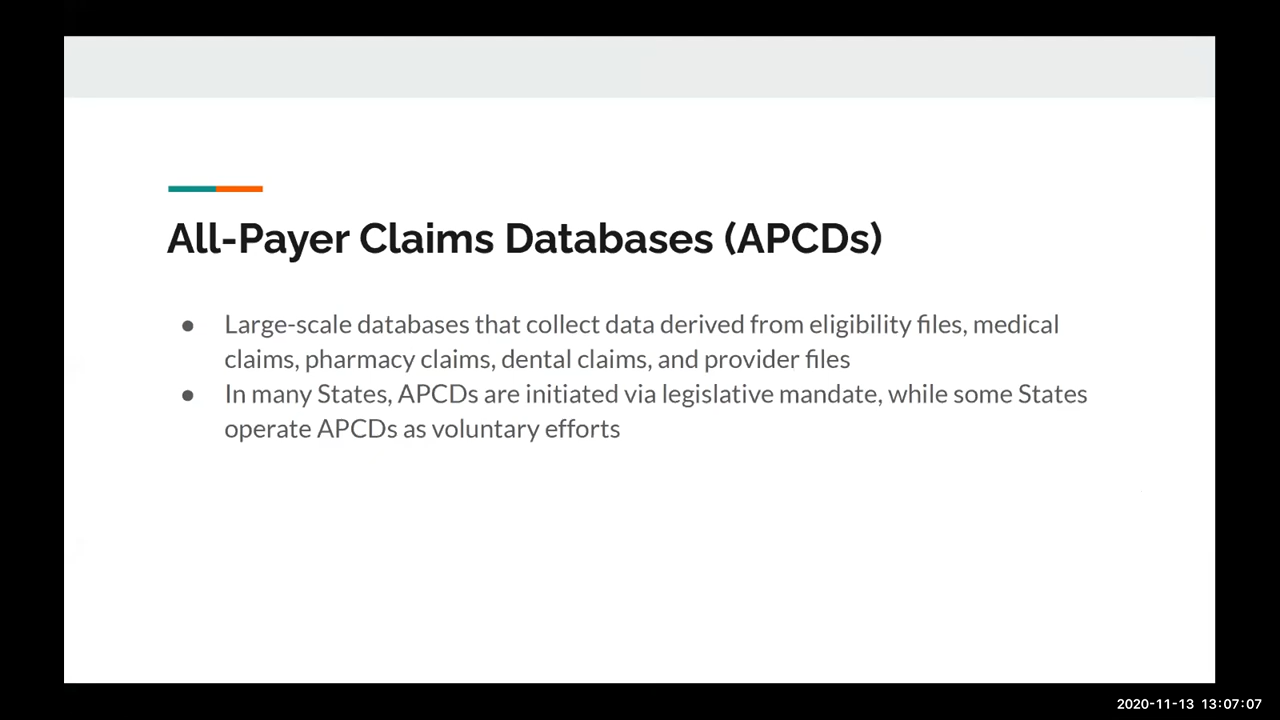 All-Payer Claims Databases (APCDs)
● Large-scale databases that collect data derived from eligibility files, medical
claims, pharmacy claims, dental claims, and provider files
● In many States, APCDs are initiated via legislative mandate, while some States
operate APCDs as voluntary efforts
2020-11-13 13:07:07